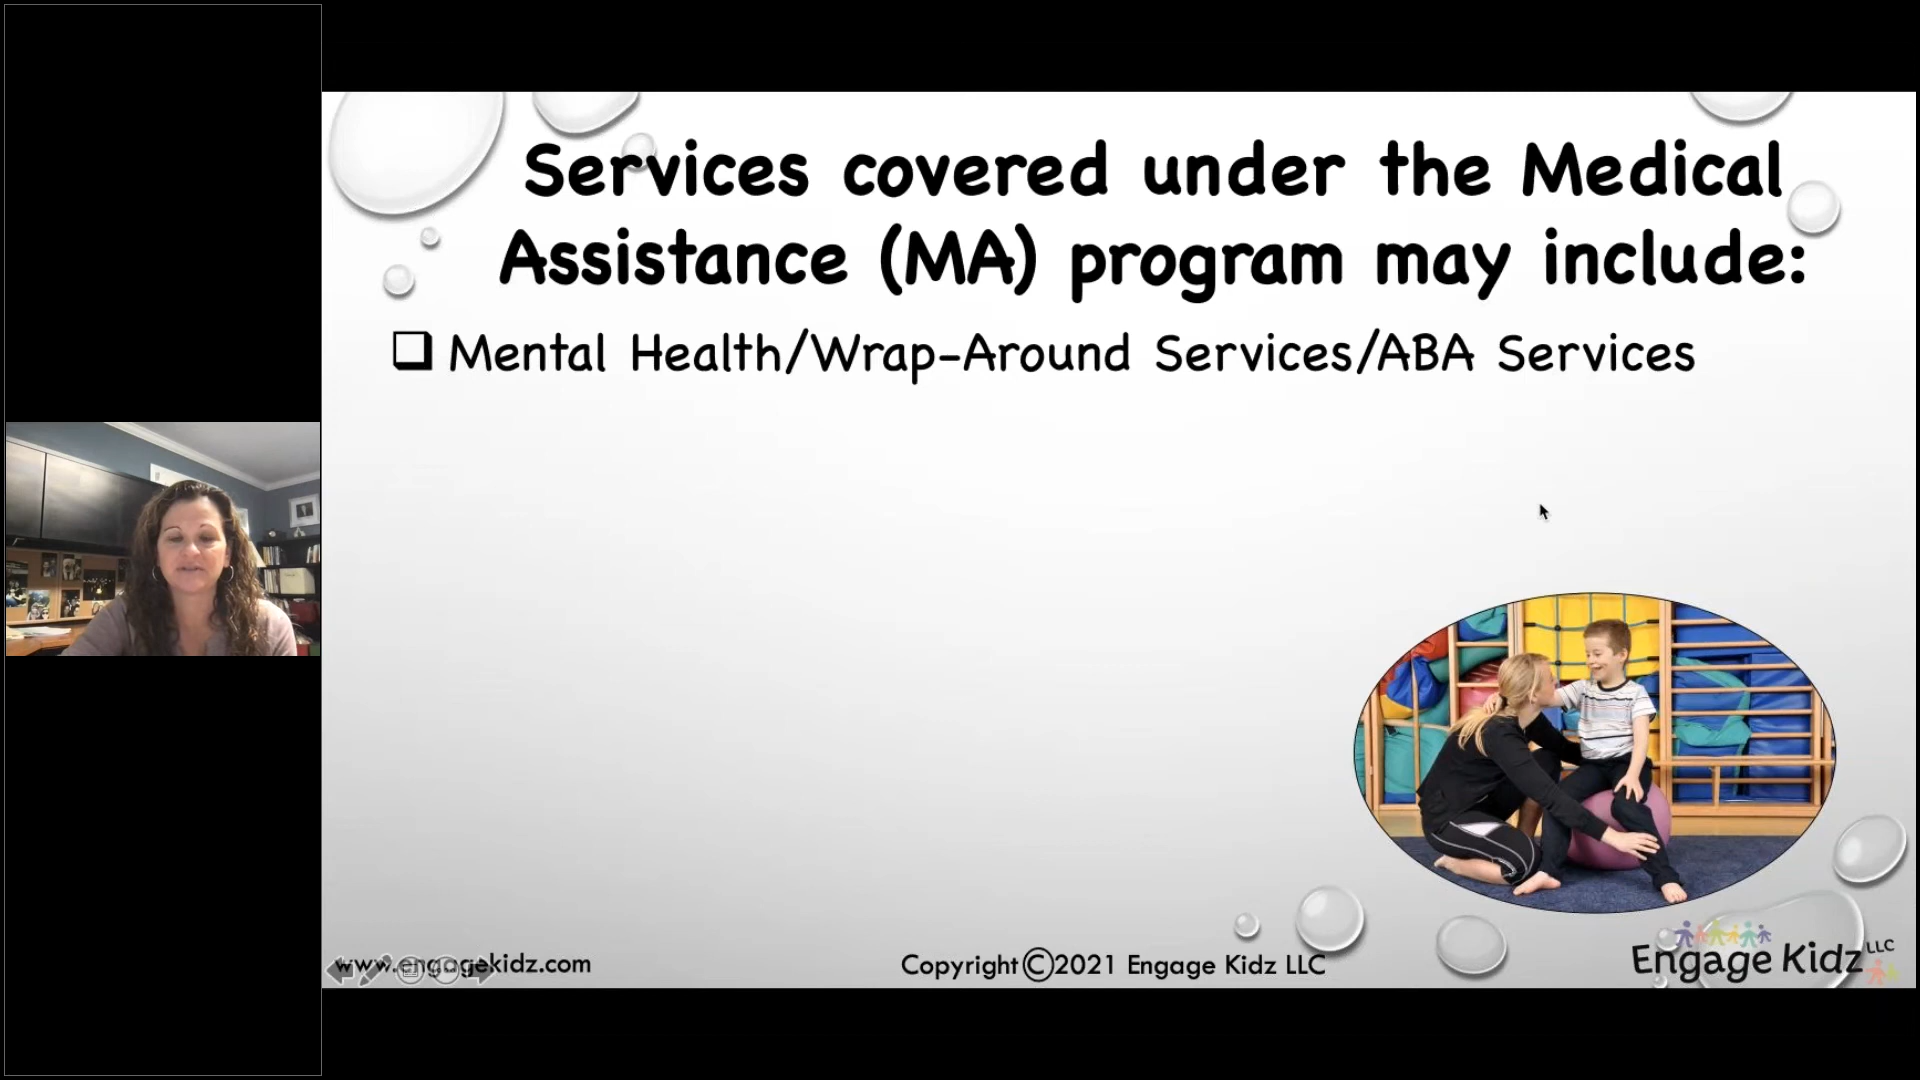 Services covered under the Medical
Assistance (MA) program may include:
❑ Mental Health/Wrap-Around Services/ABA Services
www.engagekidz.com
Copyright©2021 Engage Kidz LLC
Engage Kidz LLC